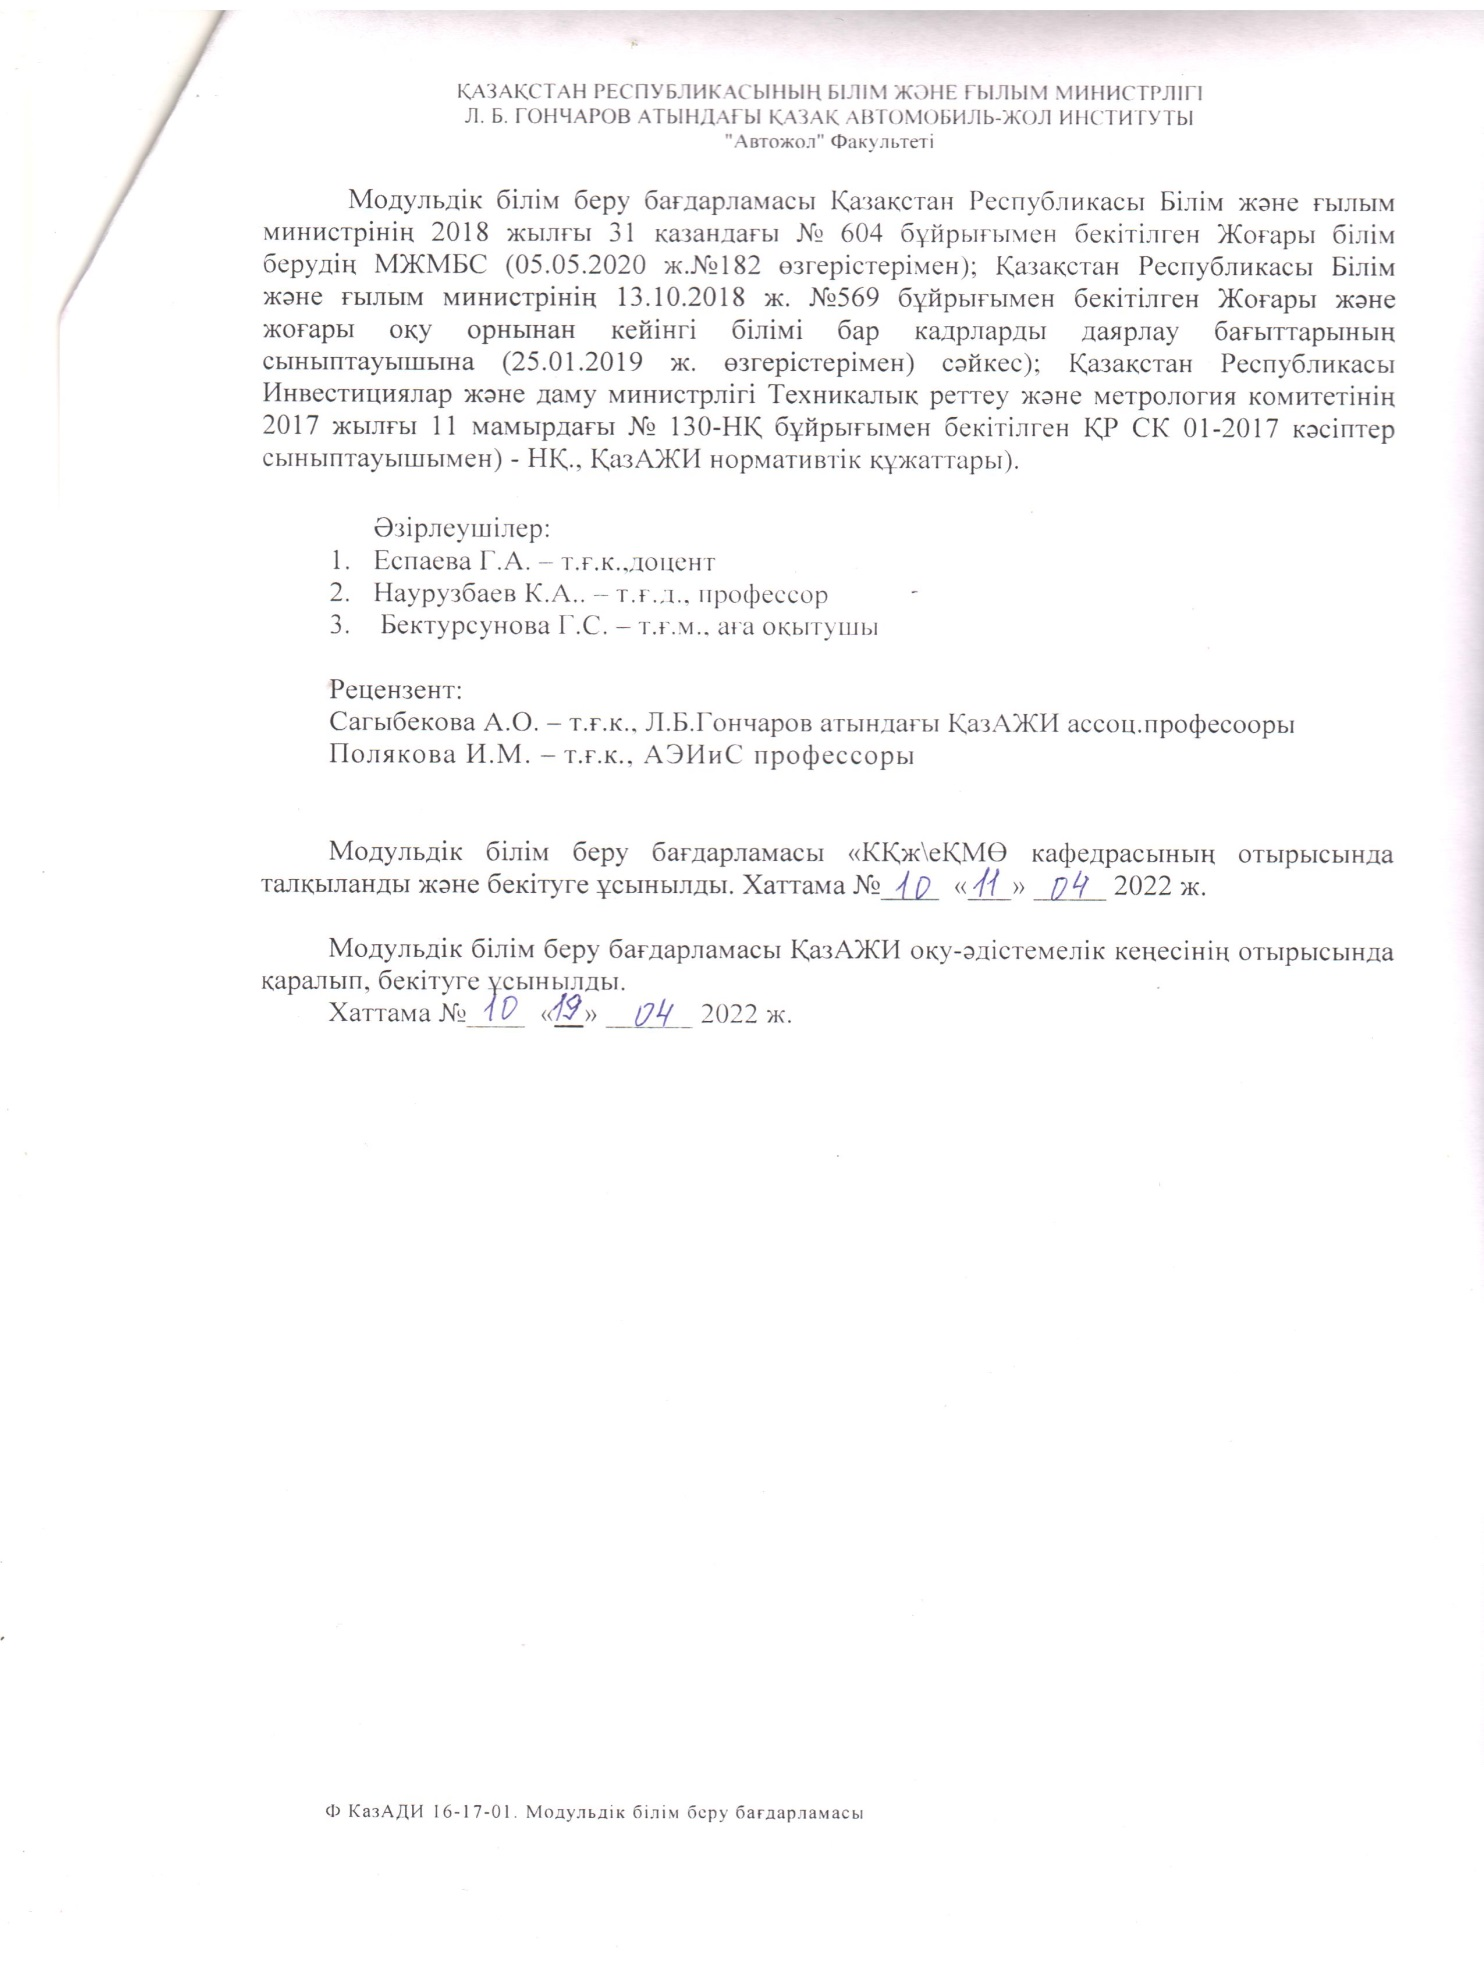 ҚАЗАҚСТАН РЕСПУБЛИКАСЫНЫҢ БІЛІМ ЖӘНЕ ҒЫЛЫМ МИНИСТРЛІГІ
Л. Б. ГОНЧАРОВ АТЫНДАҒЫ ҚАЗАҚ АВТОМОБИЛЬ-ЖОЛ ИНСТИТУТЫ
"Автожол" Факультеті
Модульдік білім беру бағдарламасы Қазақстан Республикасы Білім және ғылым
министрінің 2018 жылғы 31 қазандағы № 604 бұйрығымен бекітілген Жоғары білім
берудің МЖМБС (05.05.2020 ж.№182 өзгерістерімен); Қазақстан Республикасы Білім
және ғылым министрінің 13.10.2018 ж. №569 бұйрығымен бекітілген Жоғары және
жоғары оқу орнынан кейінгі білімі бар кадрларды даярлау бағыттарының
сыныптауышына (25.01.2019 ж. өзгерістерімен) сәйкес); Қазақстан Республикасы
Инвестициялар және даму министрлігі Техникалық реттеу және метрология комитетінің
2017 жылғы 11 мамырдағы № 130-НҚ бұйрығымен бекітілген ҚР СК 01-2017 кәсіптер
сыныптауышымен) - НҚ., ҚазАЖИ нормативтік құжаттары).
Әзірлеушілер:
1. Еспаева Г.А. – т.ғ.к.,доцент
2. Наурузбаев К.А.. – т.ғ.д., профессор
3. Бектурсунова Г.С. – т.ғ.м., аға оқытушы
Рецензент:
Сагыбекова А.О. – т.ғ.к., Л.Б.Гончаров атындағы ҚазАЖИ ассоц.професооры
Полякова И.М. – т.ғ.к., АЭИиС профессоры
Модульдік білім беру бағдарламасы «КҚж\еҚМӨ кафедрасының отырысында
талқыланды және бекітуге ұсынылды. Хаттама №_10_ «_11_» _04_ 2022 ж.
Модульдік білім беру бағдарламасы ҚазАЖИ оқу-әдістемелік кеңесінің отырысында
қаралып, бекітуге ұсынылды.
Хаттама №_10_ «19» _04_ 2022 ж.
Ф КазАДИ 16-17-01. Модульдік білім беру бағдарламасы